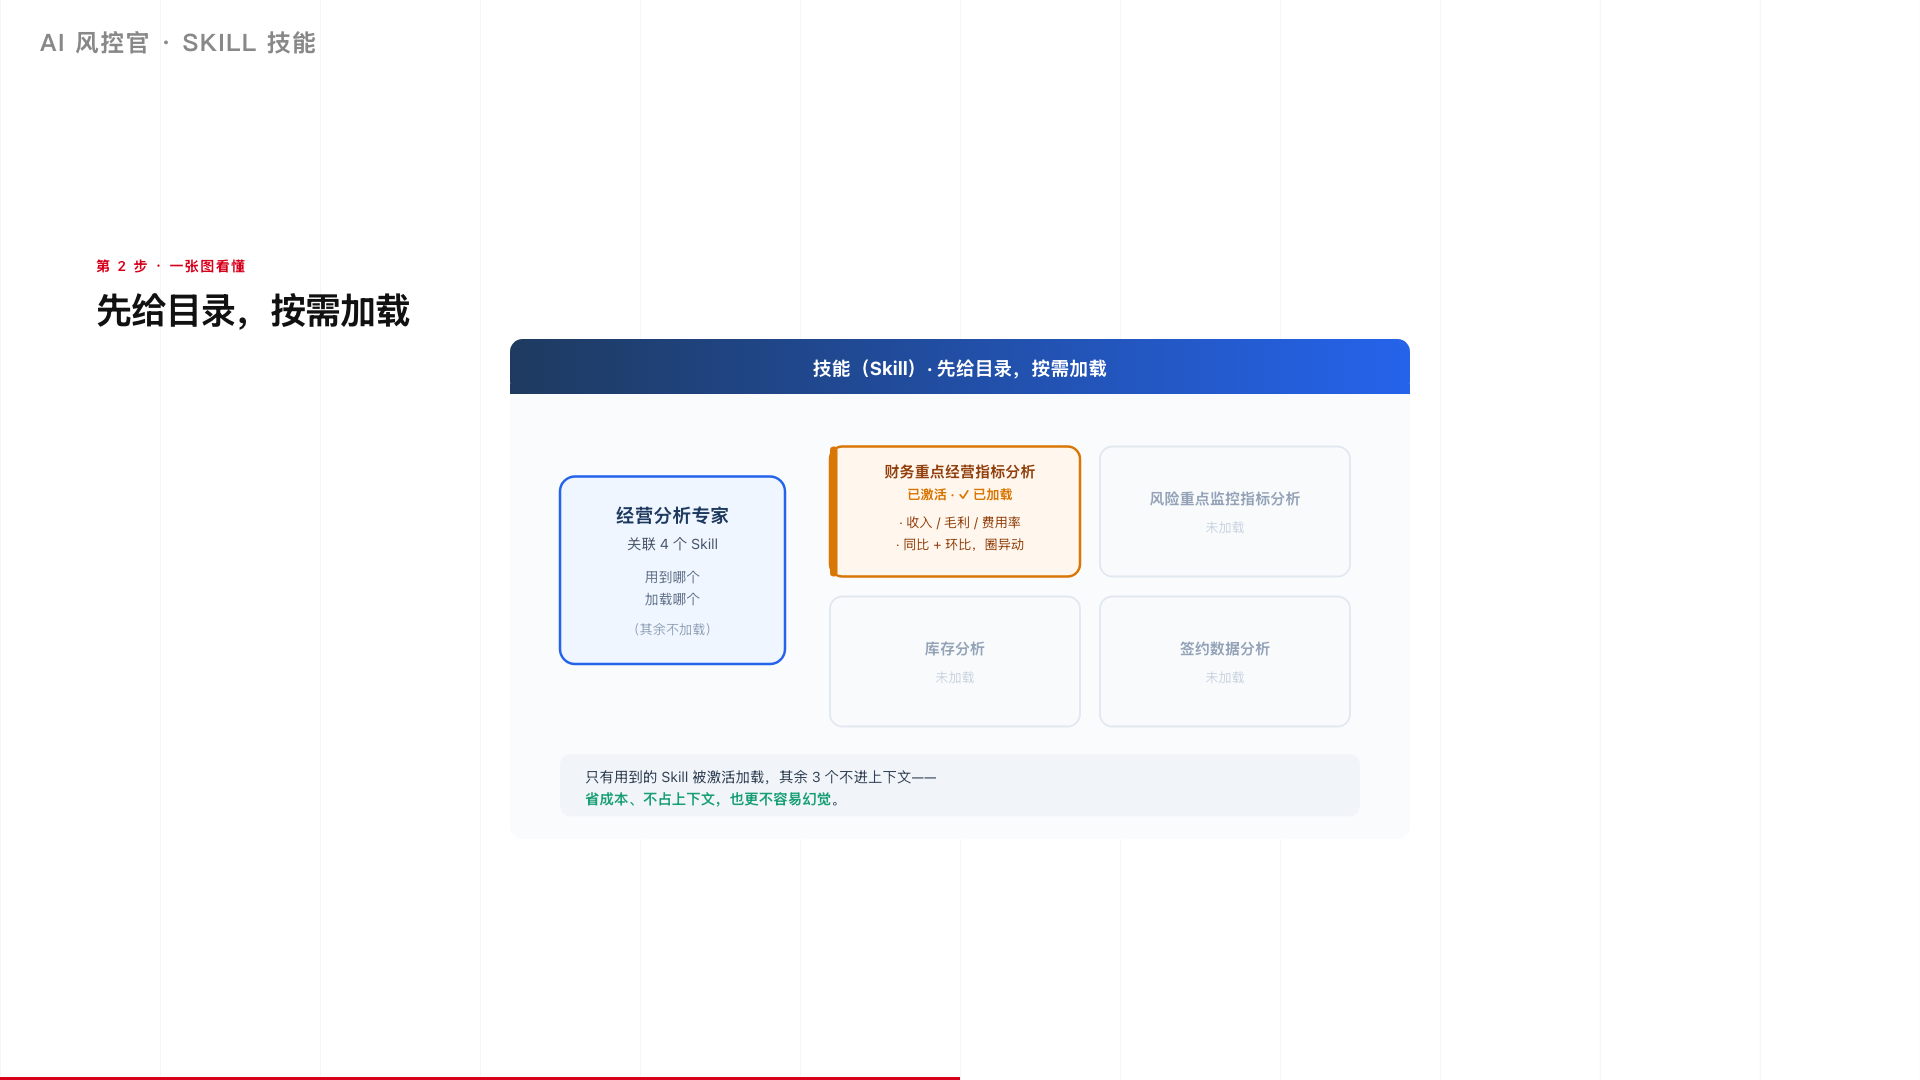 AI 风控官 · SKILL 技能
第 2 步 · 一张图看懂
先给目录，按需加载
技能（Skill）· 先给目录，按需加载
经营分析专家
关联 4 个 Skill
用到哪个
加载哪个
（其余不加载）
财务重点经营指标分析
已激活 · ✓ 已加载
· 收入 / 毛利 / 费用率
· 同比 + 环比，圈异动
风险重点监控指标分析
未加载
库存分析
未加载
签约数据分析
未加载
只有用到的 Skill 被激活加载，其余 3 个不进上下文——
省成本、不占上下文，也更不容易幻觉。